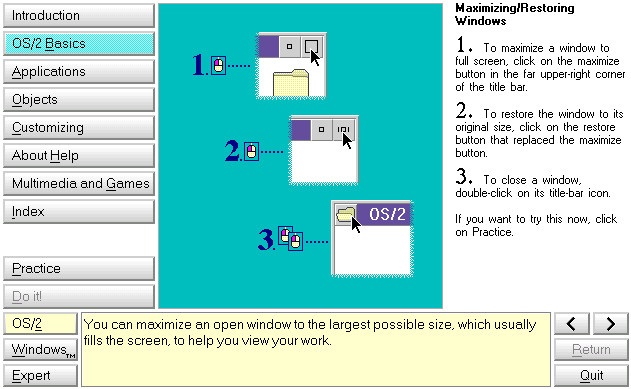 Introduction
OS/2 Basics
Applications
Objects
Customizing
About Help
Multimedia and Games
Index
Practice
Do it!
OS/2
Windows™
Expert
1.
2.
3.
OS/2
Maximizing/Restoring
Windows
1. To maximize a window to
full screen, click on the maximize
button in the far upper-right corner
of the title bar.
2. To restore the window to its
original size, click on the restore
button that replaced the maximize
button.
3. To close a window,
double-click on its title-bar icon.
If you want to try this now, click
on Practice.
You can maximize an open window to the largest possible size, which usually
fills the screen, to help you view your work.
Return
Quit